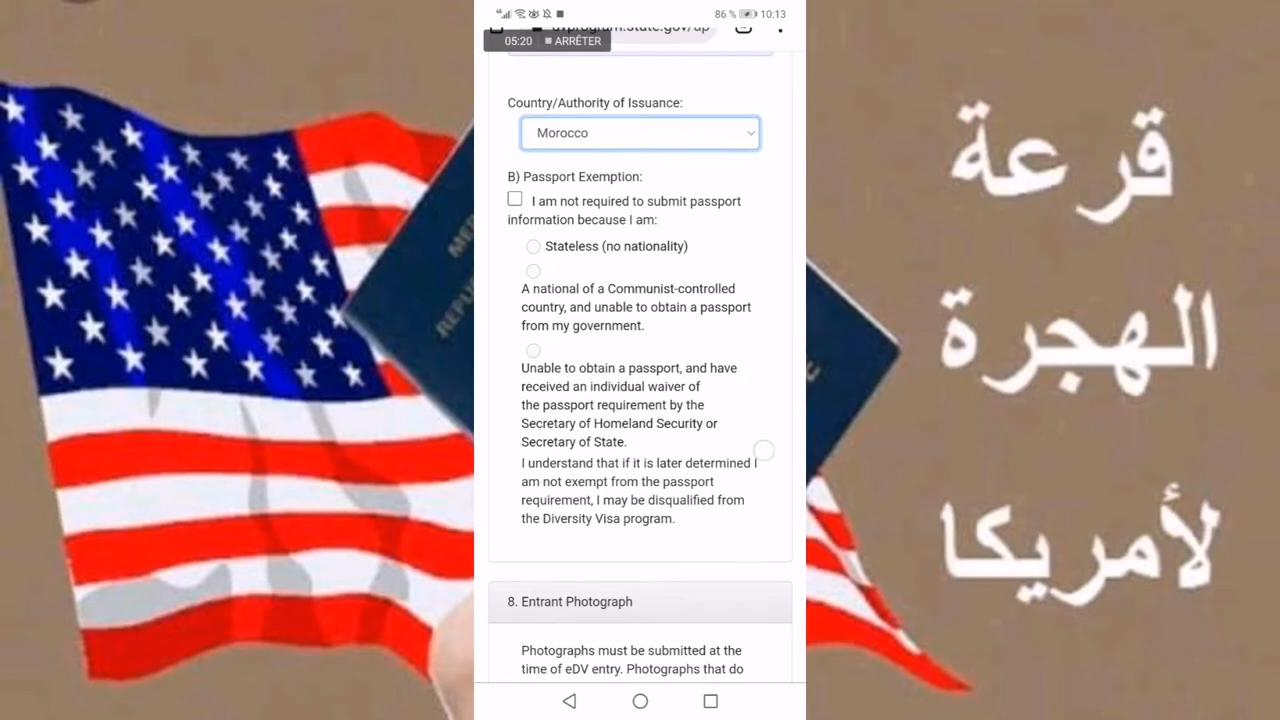 86 % 10:13
05:20 ARRÊTER
Country/Authority of Issuance:
Morocco
B) Passport Exemption:
I am not required to submit passport
information because I am:
Stateless (no nationality)
A national of a Communist-controlled
country, and unable to obtain a passport
from my government.
Unable to obtain a passport, and have
received an individual waiver of
the passport requirement by the
Secretary of Homeland Security or
Secretary of State.
I understand that if it is later determined I
am not exempt from the passport
requirement, I may be disqualified from
the Diversity Visa program.
8. Entrant Photograph
Photographs must be submitted at the
time of eDV entry. Photographs that do
قرعة
الهجرة
لأمريكا